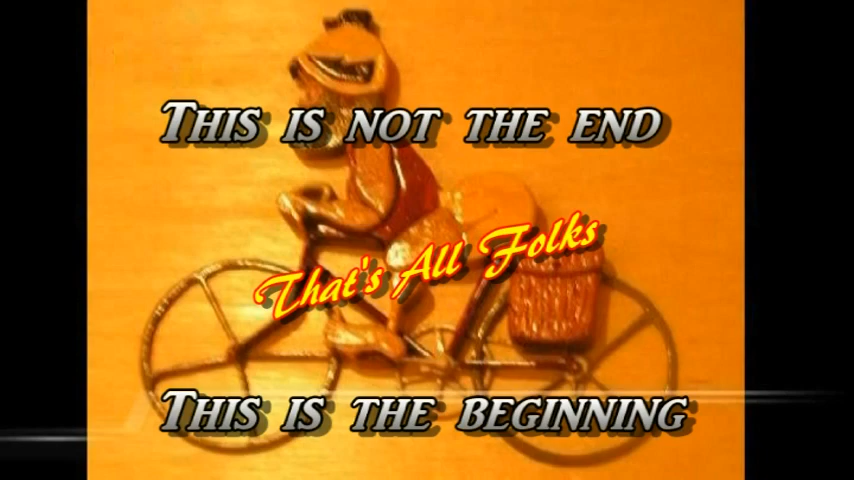 This is not the end
That's All Folks
This is the beginning